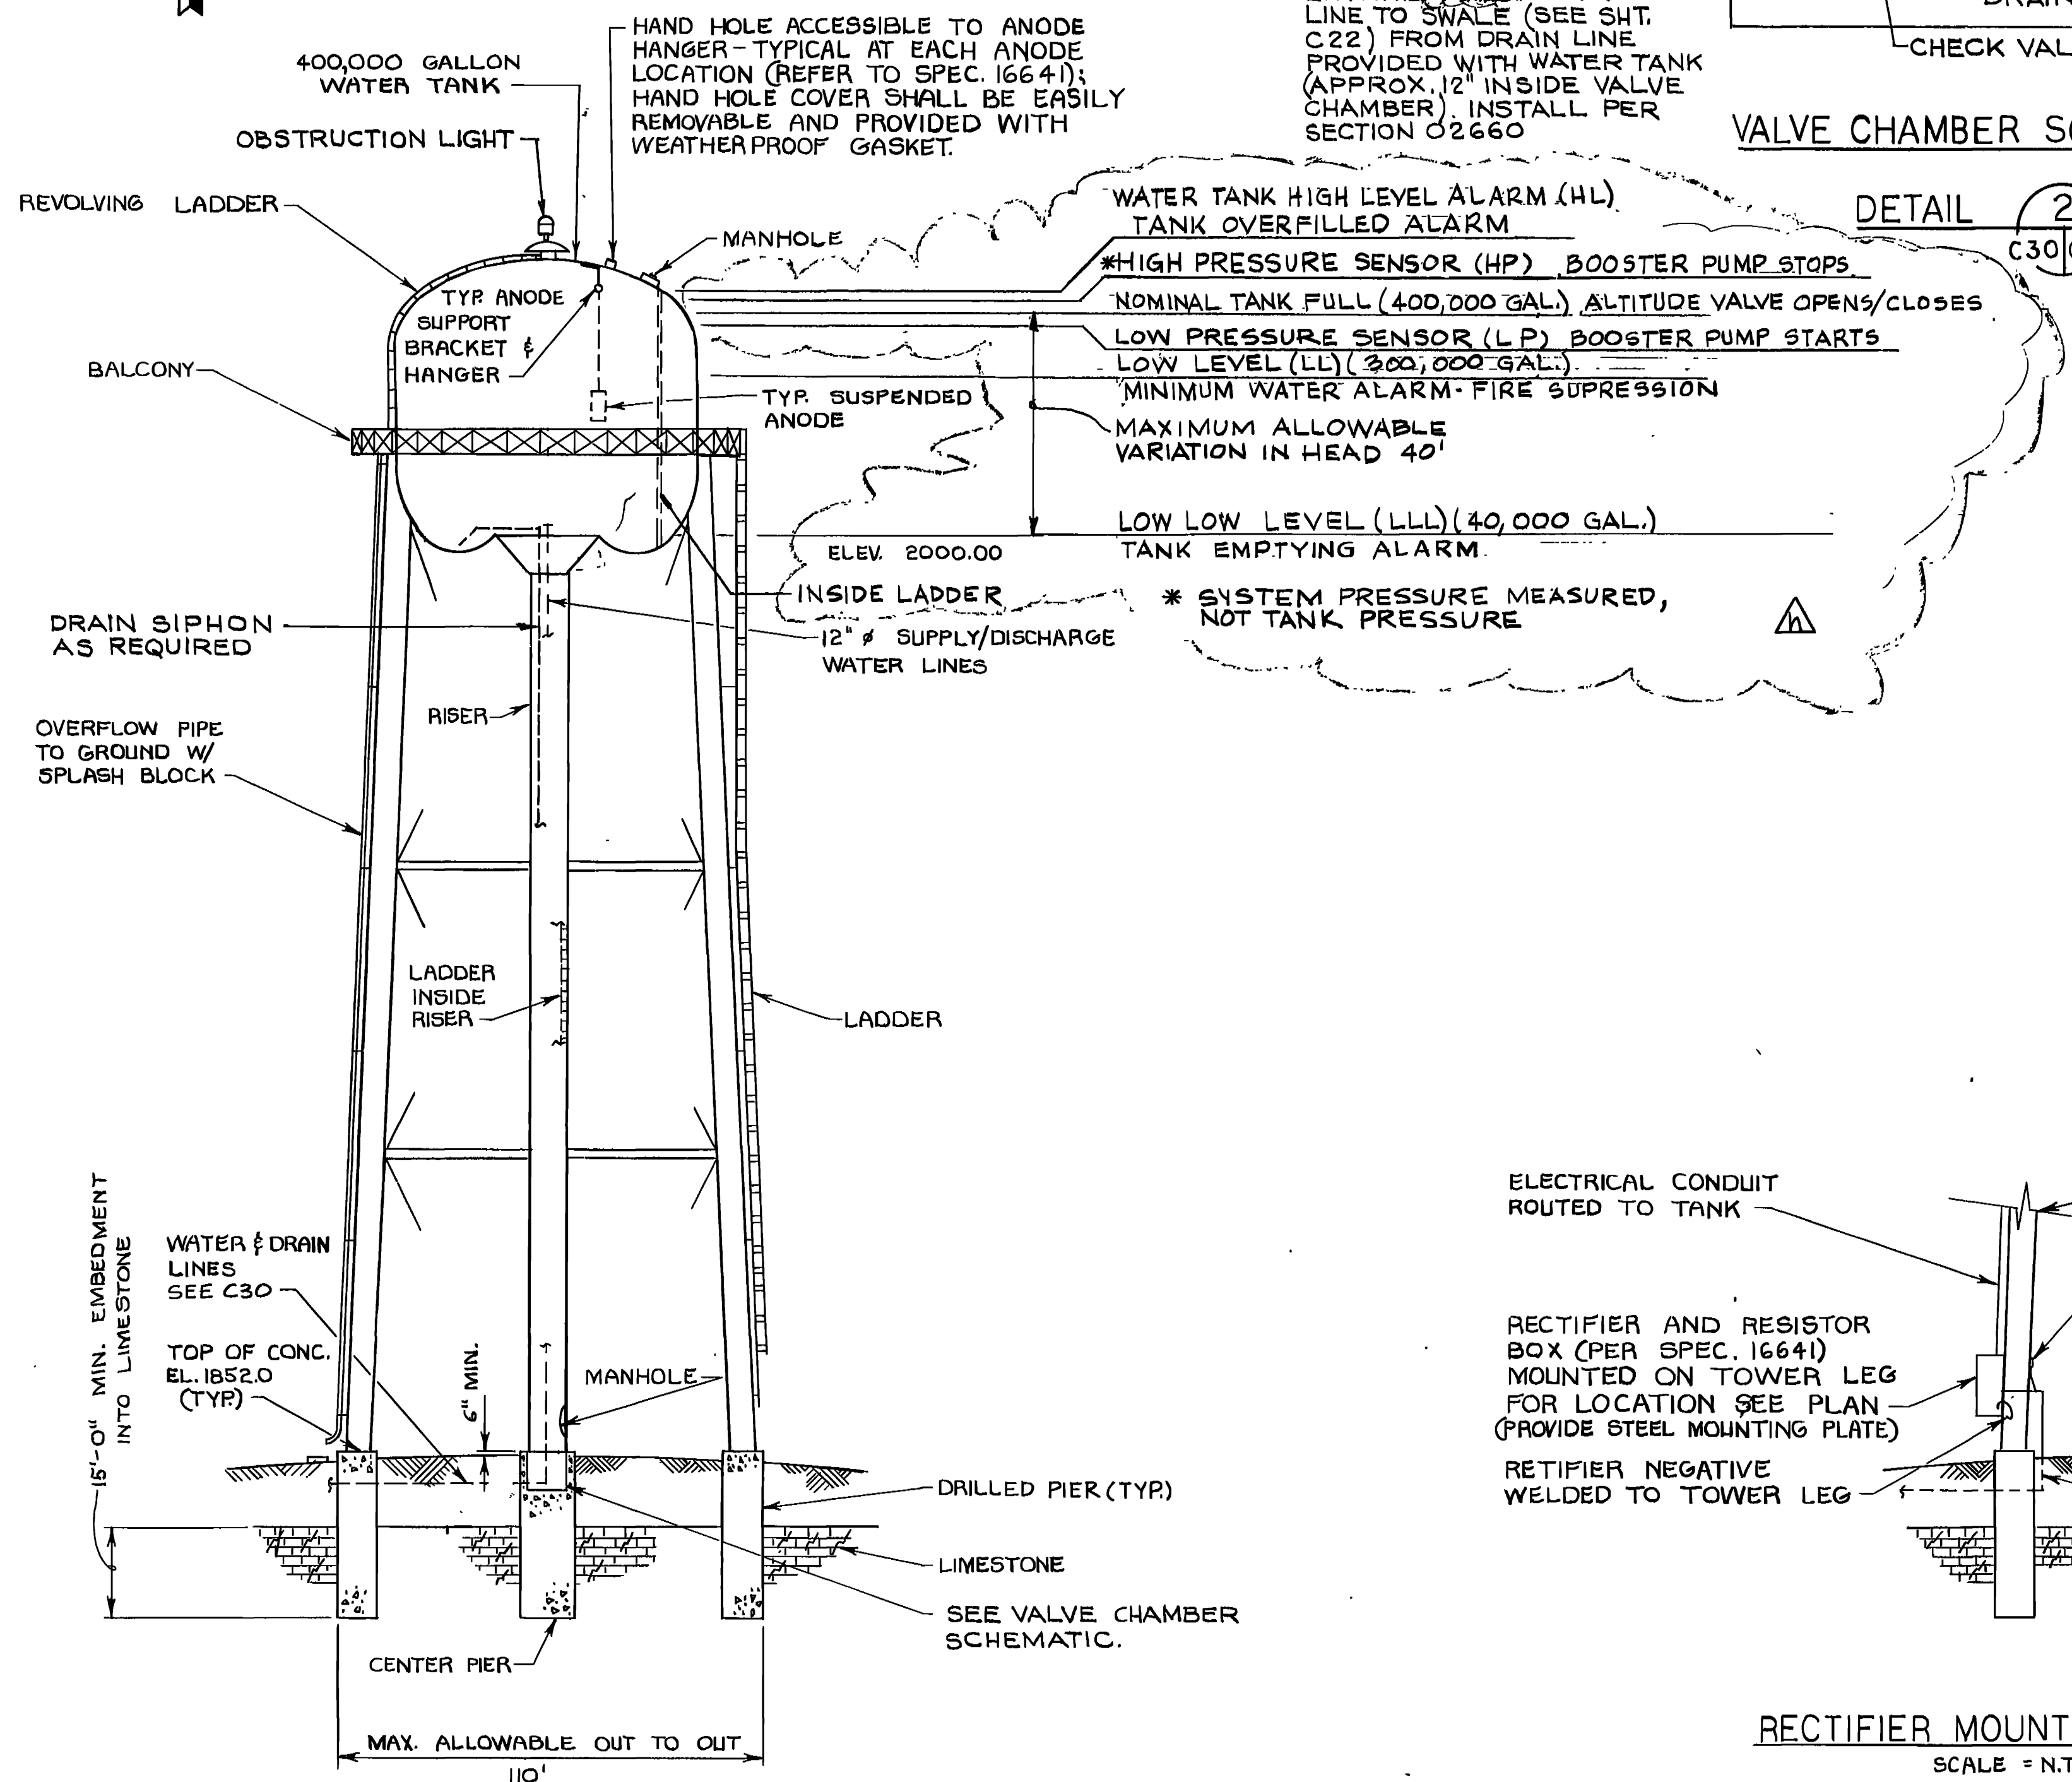 HAND HOLE ACCESSIBLE TO ANODE
HANGER-TYPICAL AT EACH ANODE
LOCATION (REFER TO SPEC. 16641);
HAND HOLE COVER SHALL BE EASILY
REMOVABLE AND PROVIDED WITH
WEATHERPROOF GASKET.
LINE TO SWALE (SEE SHT.
C22) FROM DRAIN LINE
PROVIDED WITH WATER TANK
(APPROX. 12" INSIDE VALVE
CHAMBER). INSTALL PER
SECTION 02660
CHECK VAL
VALVE CHAMBER
DETAIL 2
C30
400,000 GALLON
WATER TANK
OBSTRUCTION LIGHT
REVOLVING LADDER
MANHOLE
TYP. ANODE
SUPPORT
BRACKET &
HANGER
BALCONY
TYP. SUSPENDED
ANODE
WATER TANK HIGH LEVEL ALARM (HL)
TANK OVERFILLED ALARM
*HIGH PRESSURE SENSOR (HP) BOOSTER PUMP STOPS
NOMINAL TANK FULL (400,000 GAL.) ALTITUDE VALVE OPENS/CLOSES
LOW PRESSURE SENSOR (LP) BOOSTER PUMP STARTS
LOW LEVEL (LL) (300,000 GAL.)
MINIMUM WATER ALARM-FIRE SUPRESSION
MAXIMUM ALLOWABLE
VARIATION IN HEAD 40'
LOW LOW LEVEL (LLL) (40,000 GAL.)
TANK EMPTYING ALARM.
ELEV. 2000.00
INSIDE LADDER
* SYSTEM PRESSURE MEASURED,
NOT TANK PRESSURE
h
12" ø SUPPLY/DISCHARGE
WATER LINES
DRAIN SIPHON
AS REQUIRED
RISER
OVERFLOW PIPE
TO GROUND W/
SPLASH BLOCK
LADDER
INSIDE
RISER
LADDER
15'-0" MIN. EMBEDMENT
INTO LIMESTONE
WATER & DRAIN
LINES
SEE C30
TOP OF CONC.
EL. 1852.0
(TYP.)
6" MIN.
MANHOLE
DRILLED PIER (TYP.)
LIMESTONE
SEE VALVE CHAMBER
SCHEMATIC.
CENTER PIER
MAX. ALLOWABLE OUT TO OUT
110'
ELECTRICAL CONDUIT
ROUTED TO TANK
RECTIFIER AND RESISTOR
BOX (PER SPEC. 16641)
MOUNTED ON TOWER LEG
FOR LOCATION SEE PLAN
(PROVIDE STEEL MOUNTING PLATE)
RETIFIER NEGATIVE
WELDED TO TOWER LEG
RECTIFIER MOUNT
SCALE = N.T